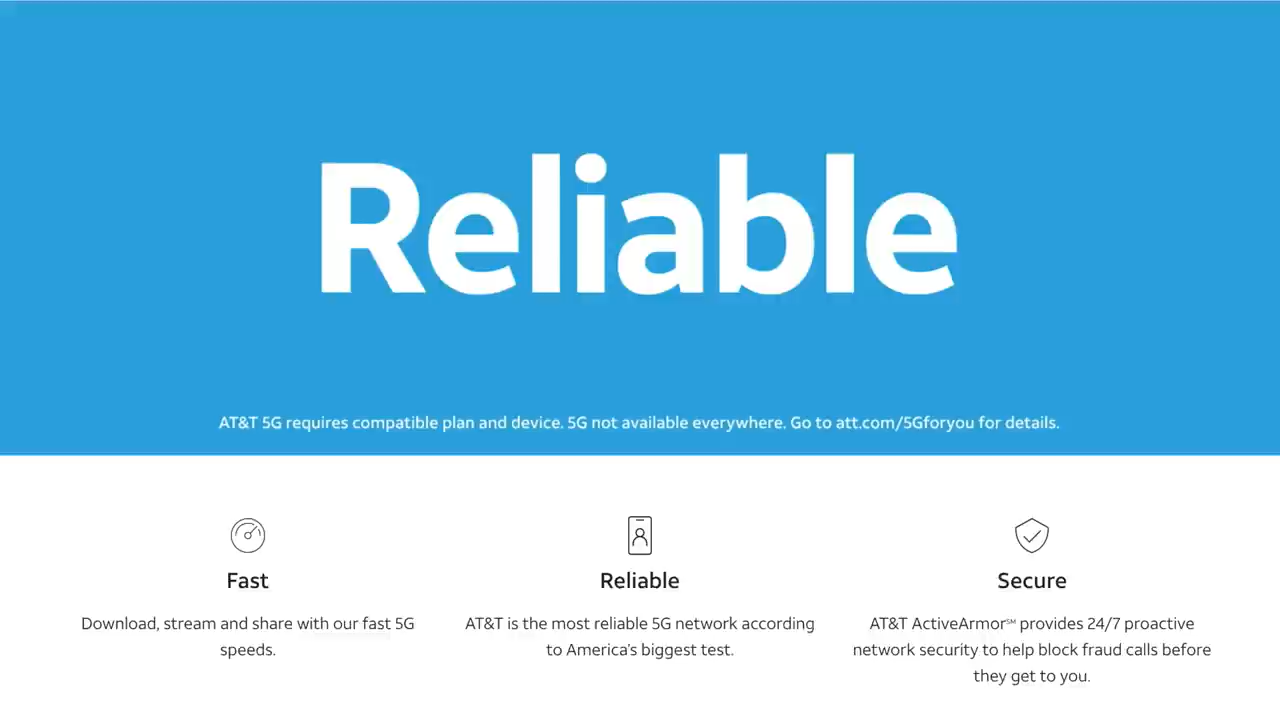 Reliable
AT&T 5G requires compatible plan and device. 5G not available everywhere. Go to att.com/5Gforyou for details.
Fast
Download, stream and share with our fast 5G
speeds.
Reliable
AT&T is the most reliable 5G network according
to America's biggest test.
Secure
AT&T ActiveArmor℠ provides 24/7 proactive
network security to help block fraud calls before
they get to you.